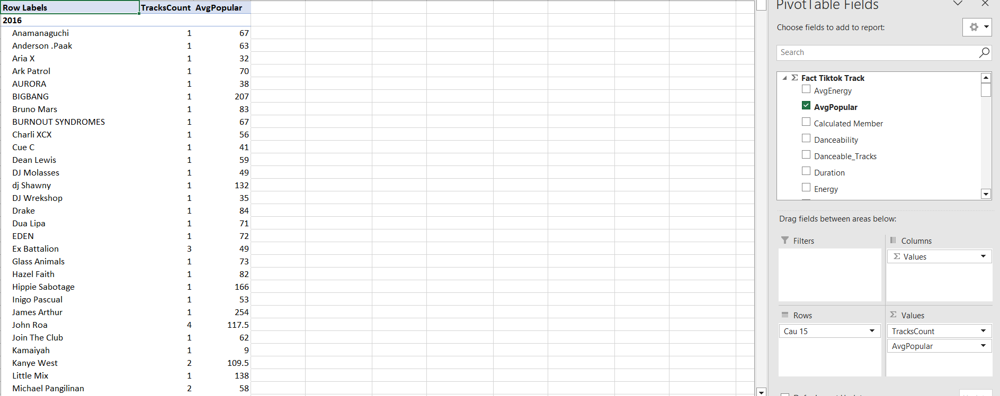 Row Labels TracksCount AvgPopular
2016
Anamanaguchi 1 67
Anderson .Paak 1 63
Aria X 1 32
Ark Patrol 1 70
AURORA 1 38
BIGBANG 1 207
Bruno Mars 1 83
BURNOUT SYNDROMES 1 67
Charli XCX 1 56
Cue C 1 41
Dean Lewis 1 59
DJ Molasses 1 49
dj Shawny 1 132
DJ Wrekshop 1 35
Drake 1 84
Dua Lipa 1 71
EDEN 1 72
Ex Battalion 3 49
Glass Animals 1 73
Hazel Faith 1 82
Hippie Sabotage 1 166
Inigo Pascual 1 53
James Arthur 1 254
John Roa 4 117.5
Join The Club 1 62
Kamaiyah 1 9
Kanye West 2 109.5
Little Mix 1 138
Michael Pangilinan 2 58
PivotTable Fields
Choose fields to add to report:
Search
Σ Fact Tiktok Track
AvgEnergy
AvgPopular
Calculated Member
Danceability
Danceable_Tracks
Duration
Energy
Drag fields between areas below:
Filters
Columns
Σ Values
Rows
Cau 15
Σ Values
TracksCount
AvgPopular